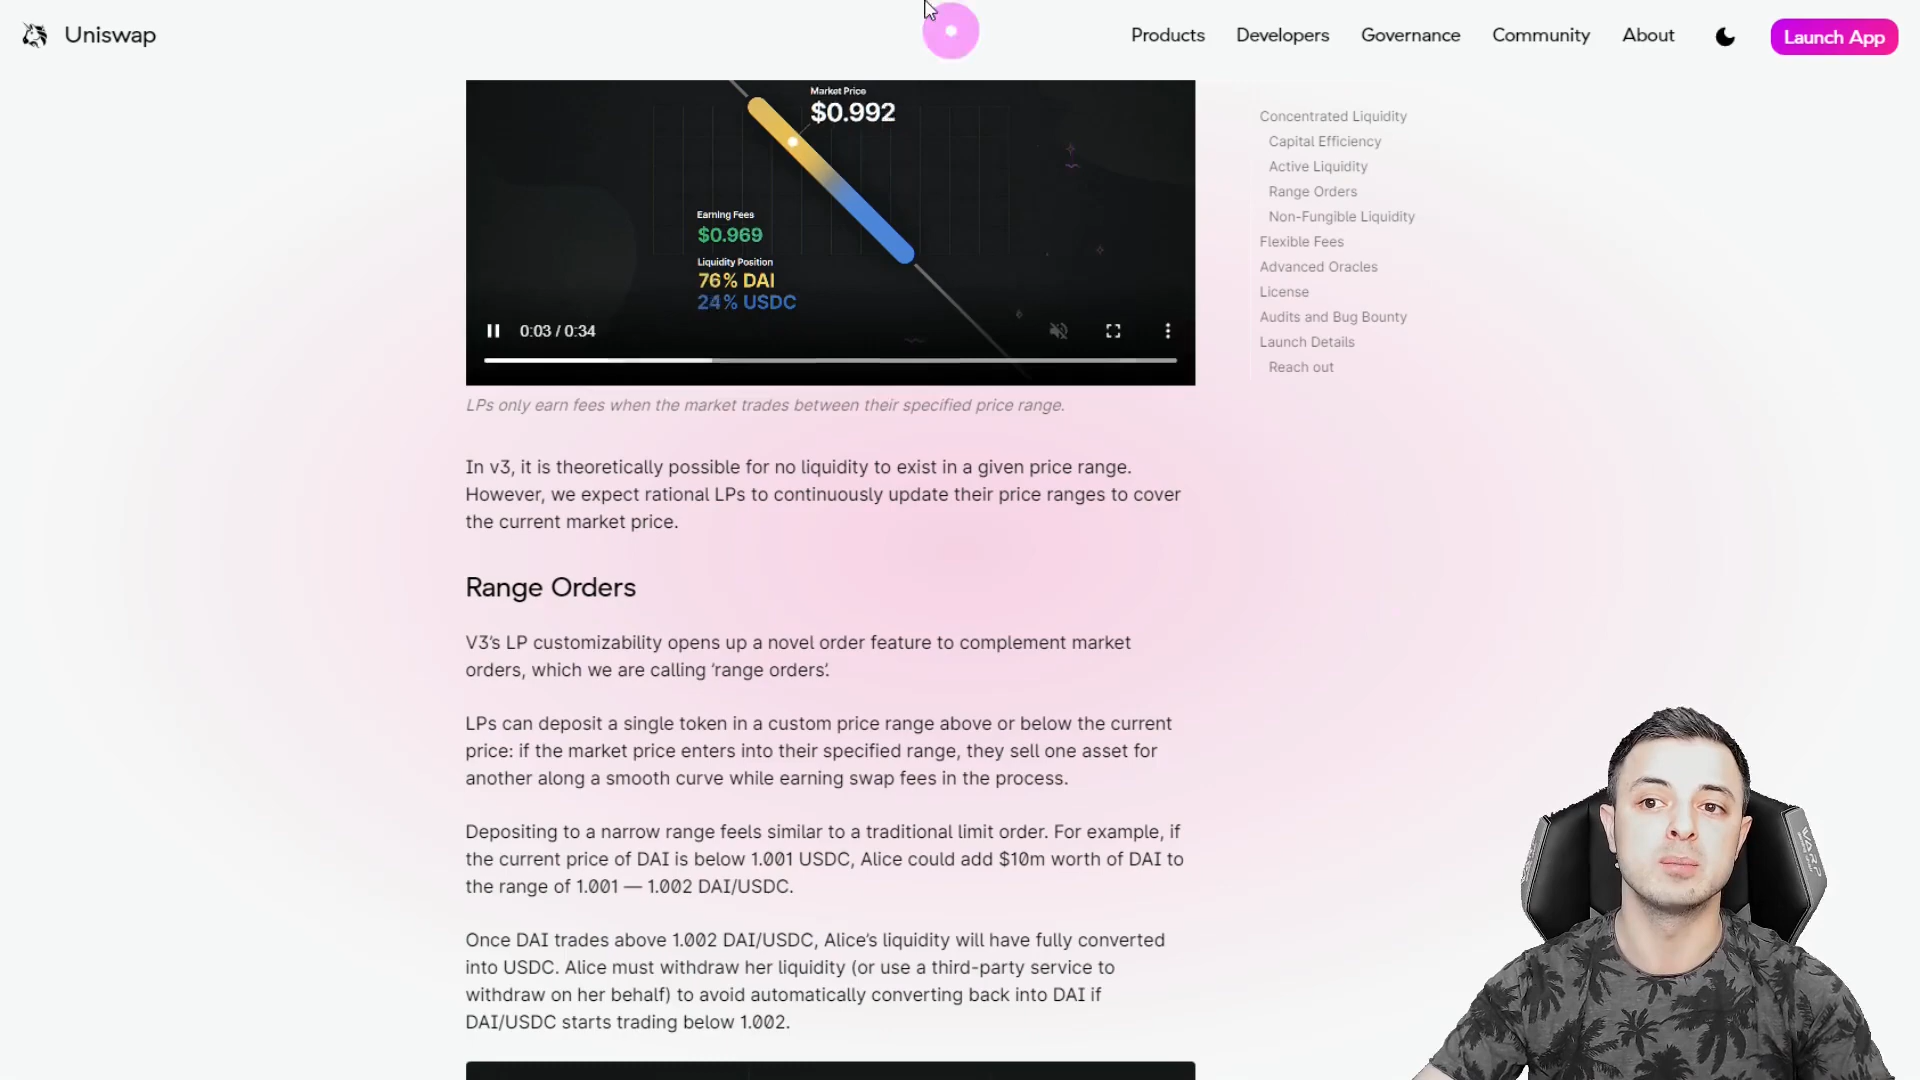 Uniswap
Products
Developers
Governance
Community
About
Launch App
Market Price
$0.992
Earning Fees
$0.969
Liquidity Position
76% DAI
24% USDC
0:03 / 0:34
LPs only earn fees when the market trades between their specified price range.
In v3, it is theoretically possible for no liquidity to exist in a given price range.
However, we expect rational LPs to continuously update their price ranges to cover
the current market price.
Range Orders
V3’s LP customizability opens up a novel order feature to complement market
orders, which we are calling ‘range orders’.
LPs can deposit a single token in a custom price range above or below the current
price: if the market price enters into their specified range, they sell one asset for
another along a smooth curve while earning swap fees in the process.
Depositing to a narrow range feels similar to a traditional limit order. For example, if
the current price of DAI is below 1.001 USDC, Alice could add $10m worth of DAI to
the range of 1.001 — 1.002 DAI/USDC.
Once DAI trades above 1.002 DAI/USDC, Alice’s liquidity will have fully converted
into USDC. Alice must withdraw her liquidity (or use a third-party service to
withdraw on her behalf) to avoid automatically converting back into DAI if
DAI/USDC starts trading below 1.002.
Concentrated Liquidity
Capital Efficiency
Active Liquidity
Range Orders
Non-Fungible Liquidity
Flexible Fees
Advanced Oracles
License
Audits and Bug Bounty
Launch Details
Reach out
WARP